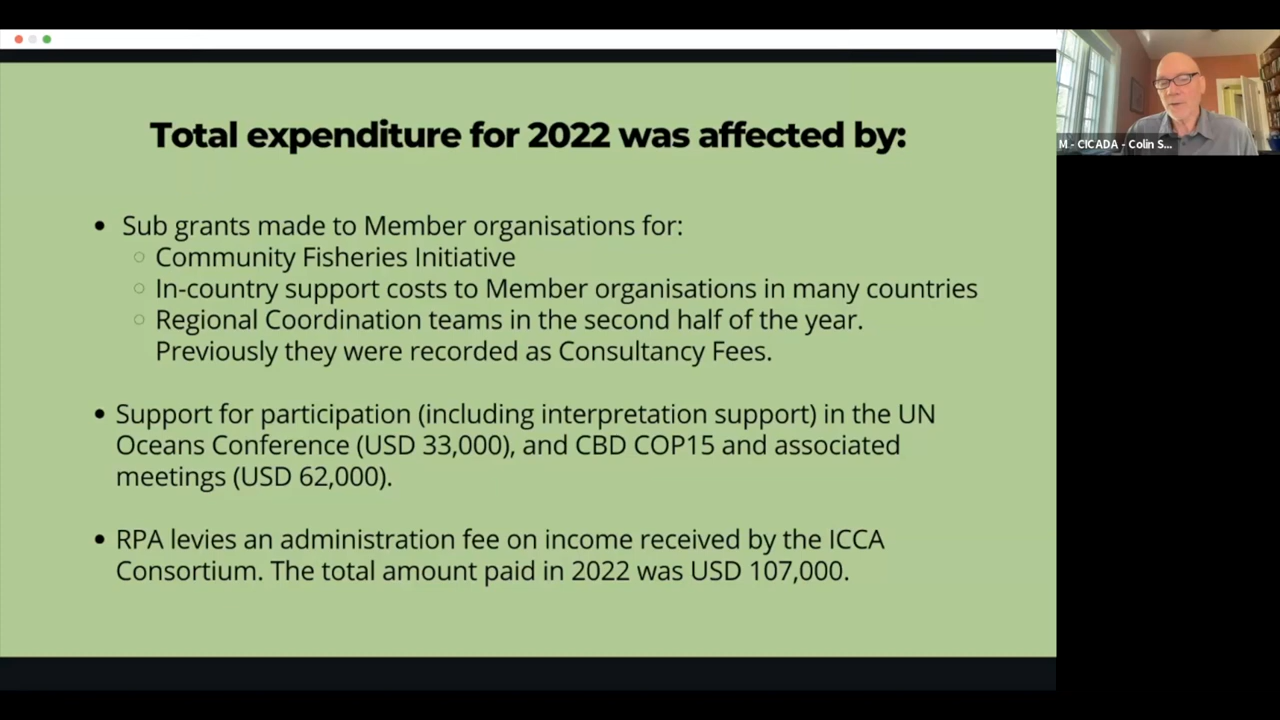 Total expenditure for 2022 was affected by:
Sub grants made to Member organisations for:
Community Fisheries Initiative
In-country support costs to Member organisations in many countries
Regional Coordination teams in the second half of the year.
Previously they were recorded as Consultancy Fees.
Support for participation (including interpretation support) in the UN
Oceans Conference (USD 33,000), and CBD COP15 and associated
meetings (USD 62,000).
RPA levies an administration fee on income received by the ICCA
Consortium. The total amount paid in 2022 was USD 107,000.
M - CICADA - Colin S...